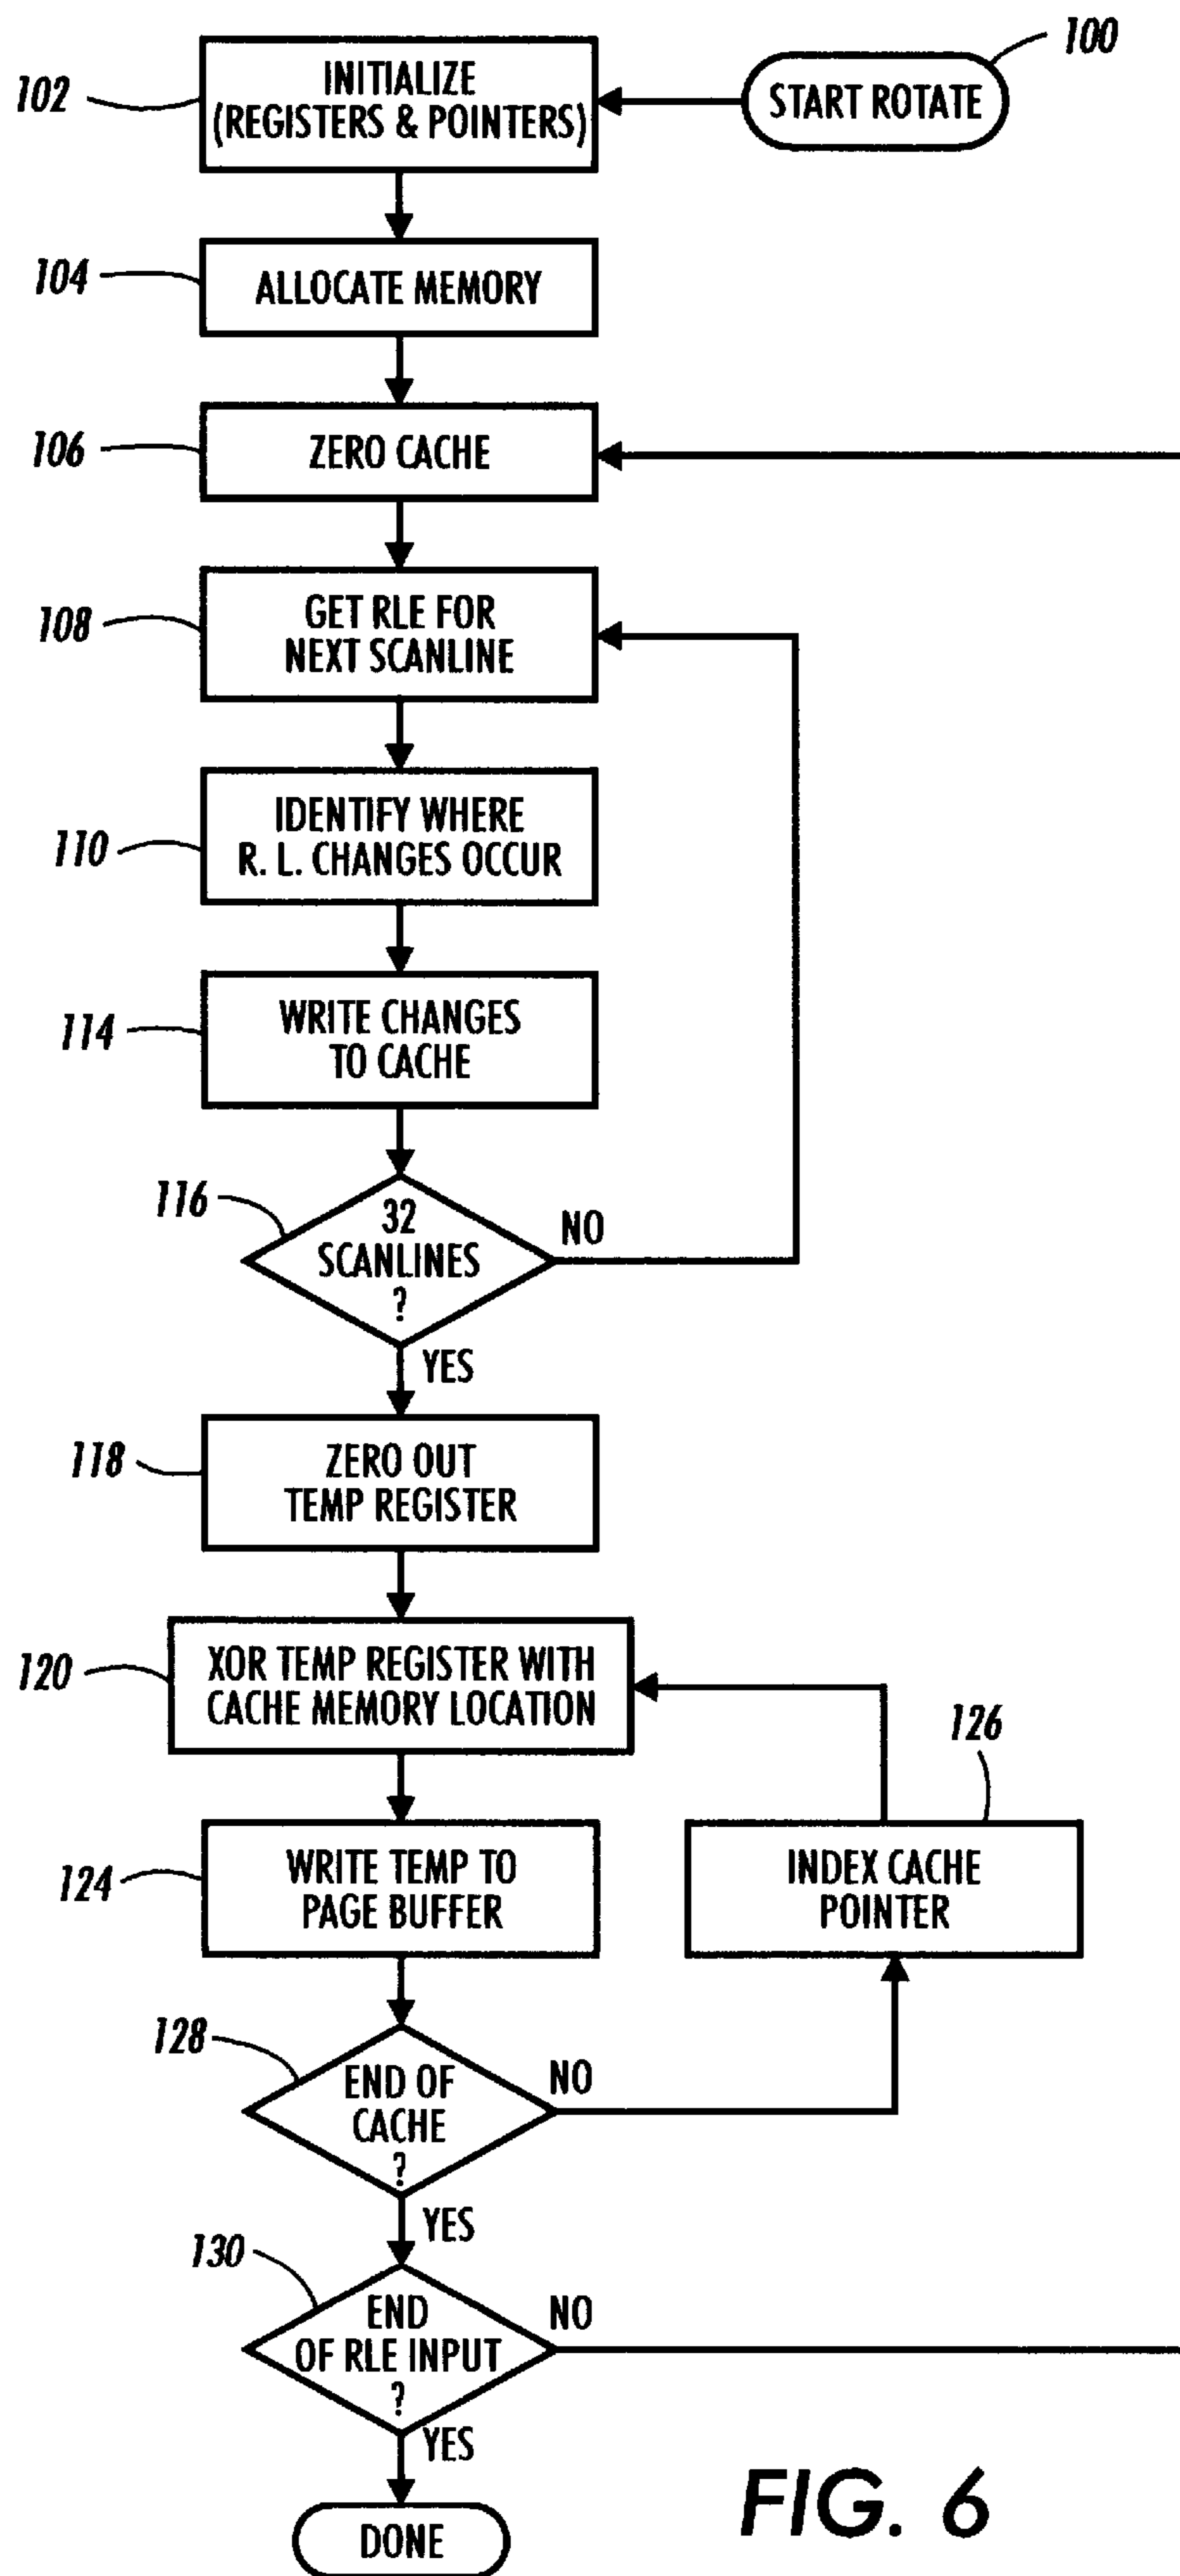 100
START ROTATE
102
INITIALIZE
(REGISTERS & POINTERS)
104
ALLOCATE MEMORY
106
ZERO CACHE
108
GET RLE FOR
NEXT SCANLINE
110
IDENTIFY WHERE
R. L. CHANGES OCCUR
114
WRITE CHANGES
TO CACHE
116
32
SCANLINES
?
NO
YES
118
ZERO OUT
TEMP REGISTER
120
XOR TEMP REGISTER WITH
CACHE MEMORY LOCATION
126
INDEX CACHE
POINTER
124
WRITE TEMP TO
PAGE BUFFER
128
END OF
CACHE
?
NO
YES
130
END
OF RLE INPUT
?
NO
YES
DONE
FIG. 6